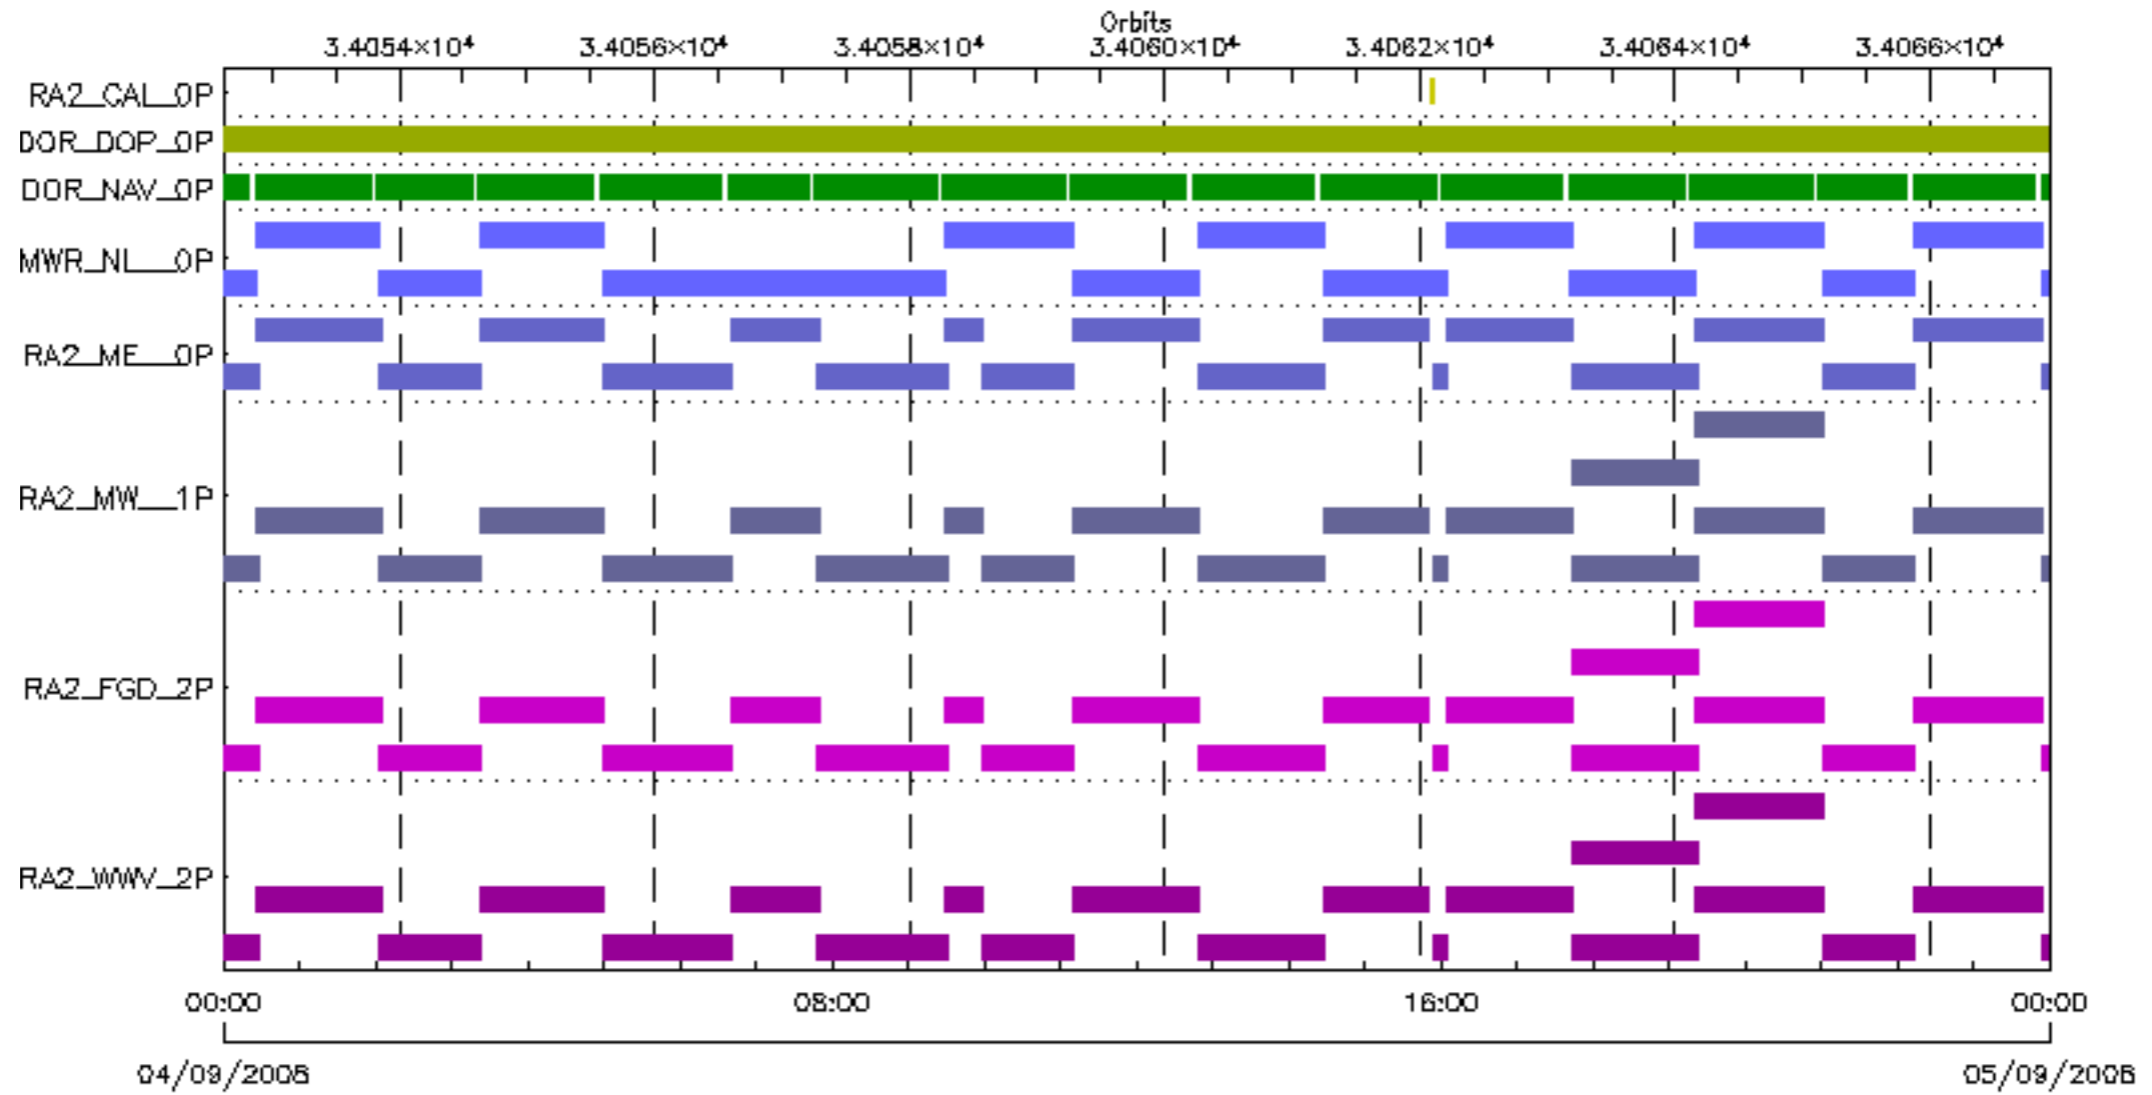 Orbits
3.4054×10⁴ 3.4056×10⁴ 3.4058×10⁴ 3.4060×10⁴ 3.4062×10⁴ 3.4064×10⁴ 3.4066×10⁴
RA2_CAL_0P
DOR_DOP_0P
DOR_NAV_0P
MWR_NL__0P
RA2_ME__0P
RA2_MW__1P
RA2_FGD_2P
RA2_WWV_2P
00:00 08:00 16:00 00:00
04/09/2008 05/09/2008